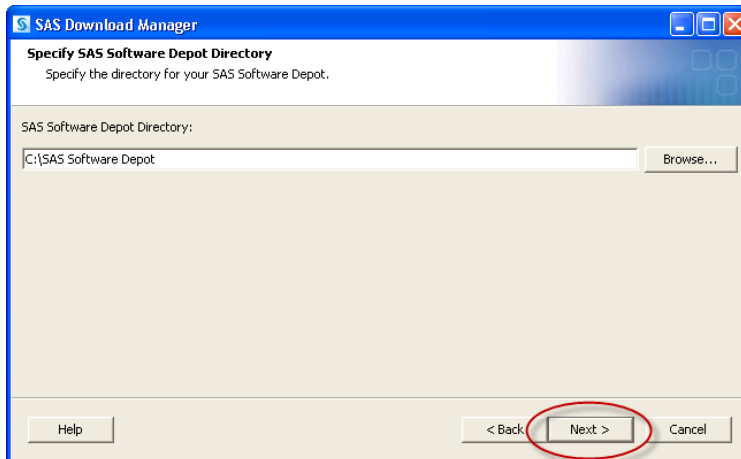 SAS Download Manager
Specify SAS Software Depot Directory
Specify the directory for your SAS Software Depot.
SAS Software Depot Directory:
C:\SAS Software Depot
Browse...
Help
< Back
Next >
Cancel